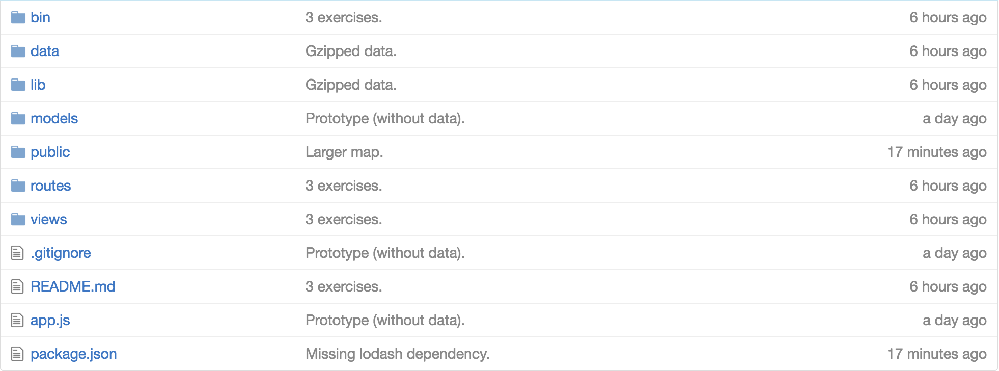 bin 3 exercises. 6 hours ago
data Gzipped data. 6 hours ago
lib Gzipped data. 6 hours ago
models Prototype (without data). a day ago
public Larger map. 17 minutes ago
routes 3 exercises. 6 hours ago
views 3 exercises. 6 hours ago
.gitignore Prototype (without data). a day ago
README.md 3 exercises. 6 hours ago
app.js Prototype (without data). a day ago
package.json Missing lodash dependency. 17 minutes ago